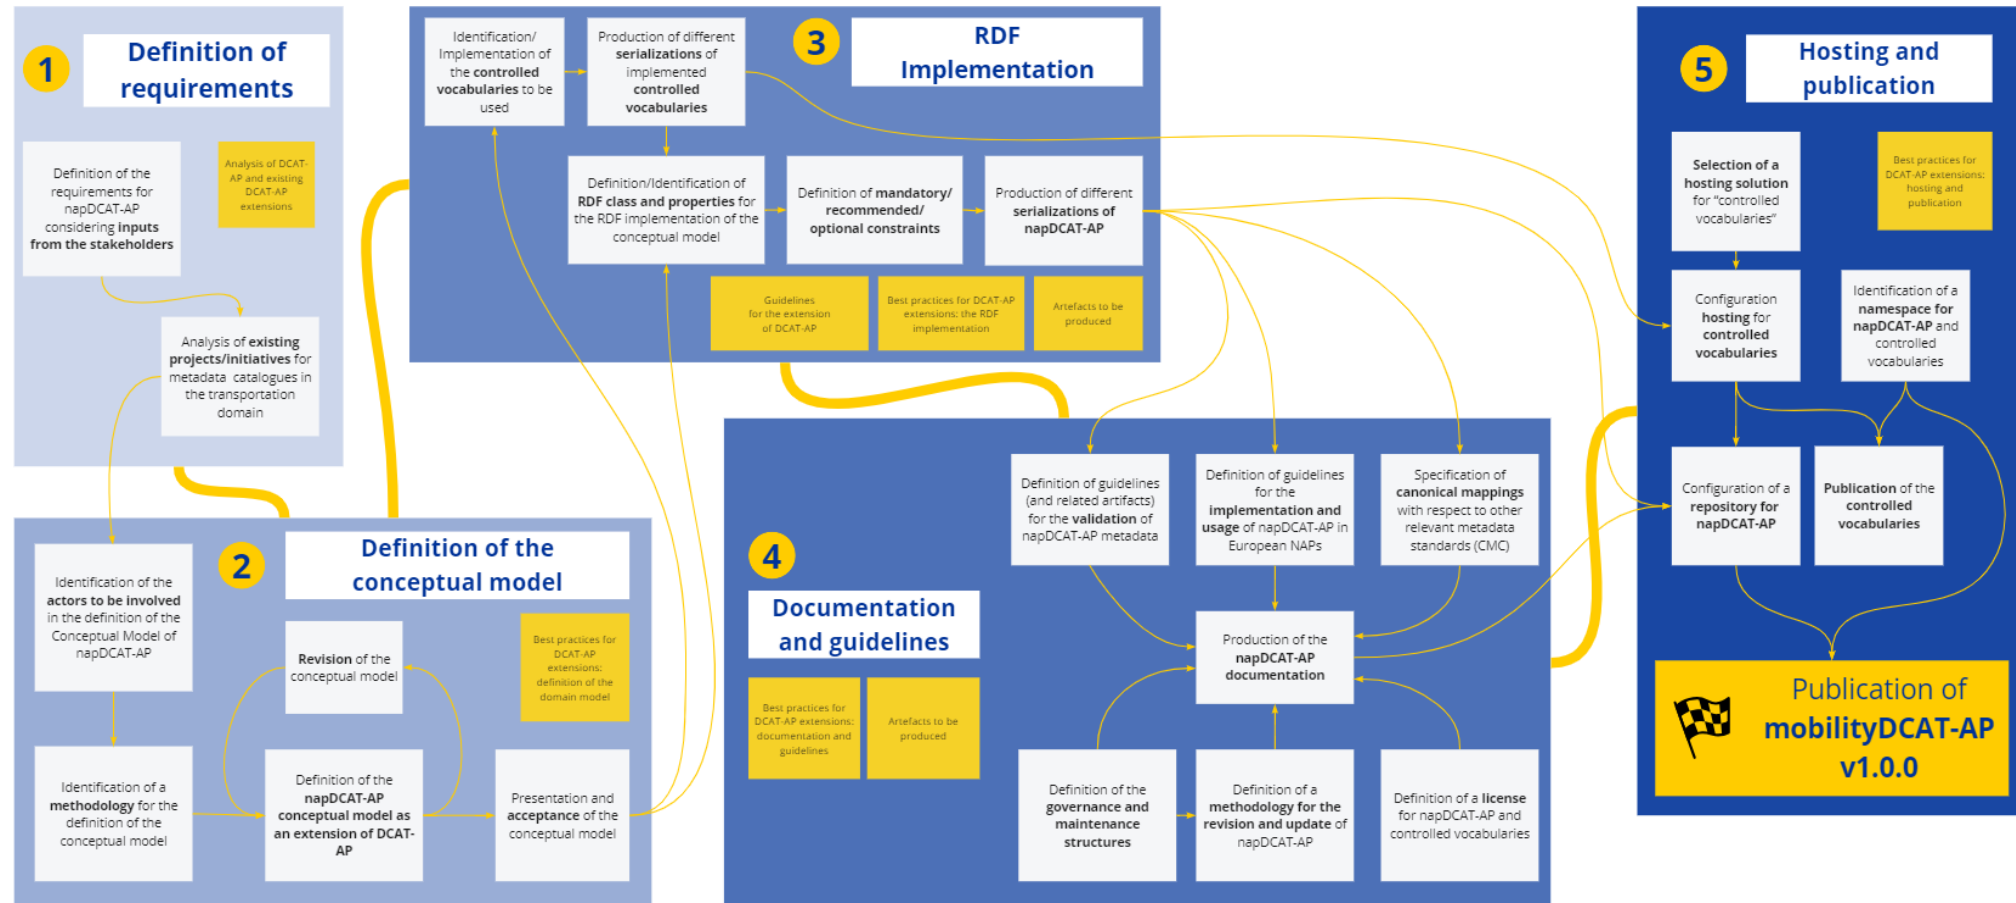 1
Definition of
requirements
Definition of the
requirements for
napDCAT-AP
considering inputs
from the stakeholders
Analysis of DCAT-
AP and existing
DCAT-AP
extensions
Analysis of existing
projects/initiatives for
metadata catalogues in
the transportation
domain
2
Definition of the
conceptual model
Identification of the
actors to be involved
in the definition of the
Conceptual Model of
napDCAT-AP
Revision of the
conceptual model
Best practices for
DCAT-AP
extensions:
definition of the
domain model
Identification of a
methodology for the
definition of the
conceptual model
Definition of the
napDCAT-AP
conceptual model as
an extension of DCAT-
AP
Presentation and
acceptance of the
conceptual model
3
RDF
Implementation
Identification/
Implementation of
the controlled
vocabularies to be
used
Production of different
serializations of
implemented
controlled
vocabularies
Definition/Identification of
RDF class and properties for
the RDF implementation of the
conceptual model
Definition of mandatory/
recommended/
optional constraints
Production of different
serializations of
napDCAT-AP
Guidelines
for the extension
of DCAT-AP
Best practices for DCAT-AP
extensions: the RDF
implementation
Artefacts to be
produced
4
Documentation
and guidelines
Definition of guidelines
(and related artifacts)
for the validation of
napDCAT-AP metadata
Definition of guidelines
for the
implementation and
usage of napDCAT-AP in
European NAPs
Specification of
canonical mappings
with respect to other
relevant metadata
standards (CMC)
Production of the
napDCAT-AP
documentation
Best practices for
DCAT-AP extensions:
documentation and
guidelines
Artefacts to be
produced
Definition of the
governance and
maintenance
structures
Definition of a
methodology for the
revision and update of
napDCAT-AP
Definition of a license
for napDCAT-AP and
controlled vocabularies
5
Hosting and
publication
Selection of a
hosting solution
for “controlled
vocabularies”
Best practices for
DCAT-AP extensions:
hosting and
publication
Configuration
hosting for
controlled
vocabularies
Identification of a
namespace for
napDCAT-AP and
controlled
vocabularies
Configuration of a
repository for
napDCAT-AP
Publication of the
controlled
vocabularies
Publication of
mobilityDCAT-AP
v1.0.0